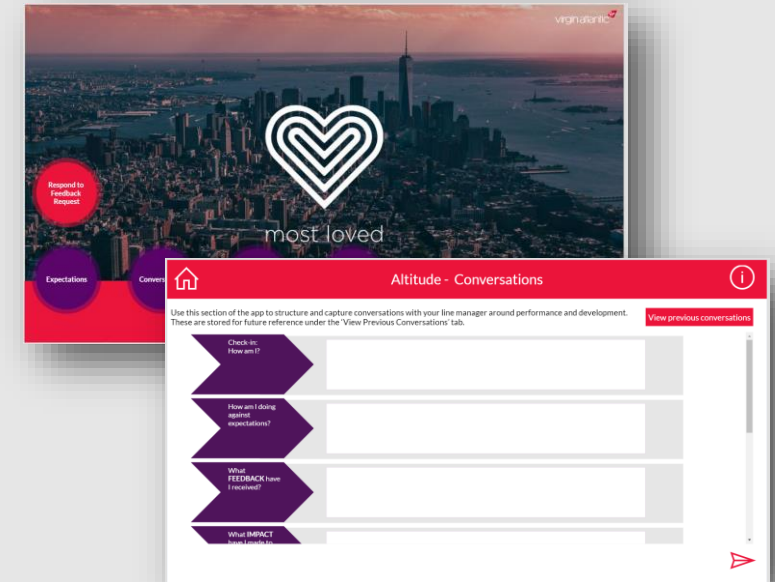 virgin atlantic
Respond to
Feedback
Request
most loved
Expectations
Altitude - Conversations
i
Use this section of the app to structure and capture conversations with your line manager around performance and development.
These are stored for future reference under the 'View Previous Conversations' tab.
View previous conversations
Check-in:
How am I?
How am I doing
against
expectations?
What
FEEDBACK have
I received?
What IMPACT
have I made to